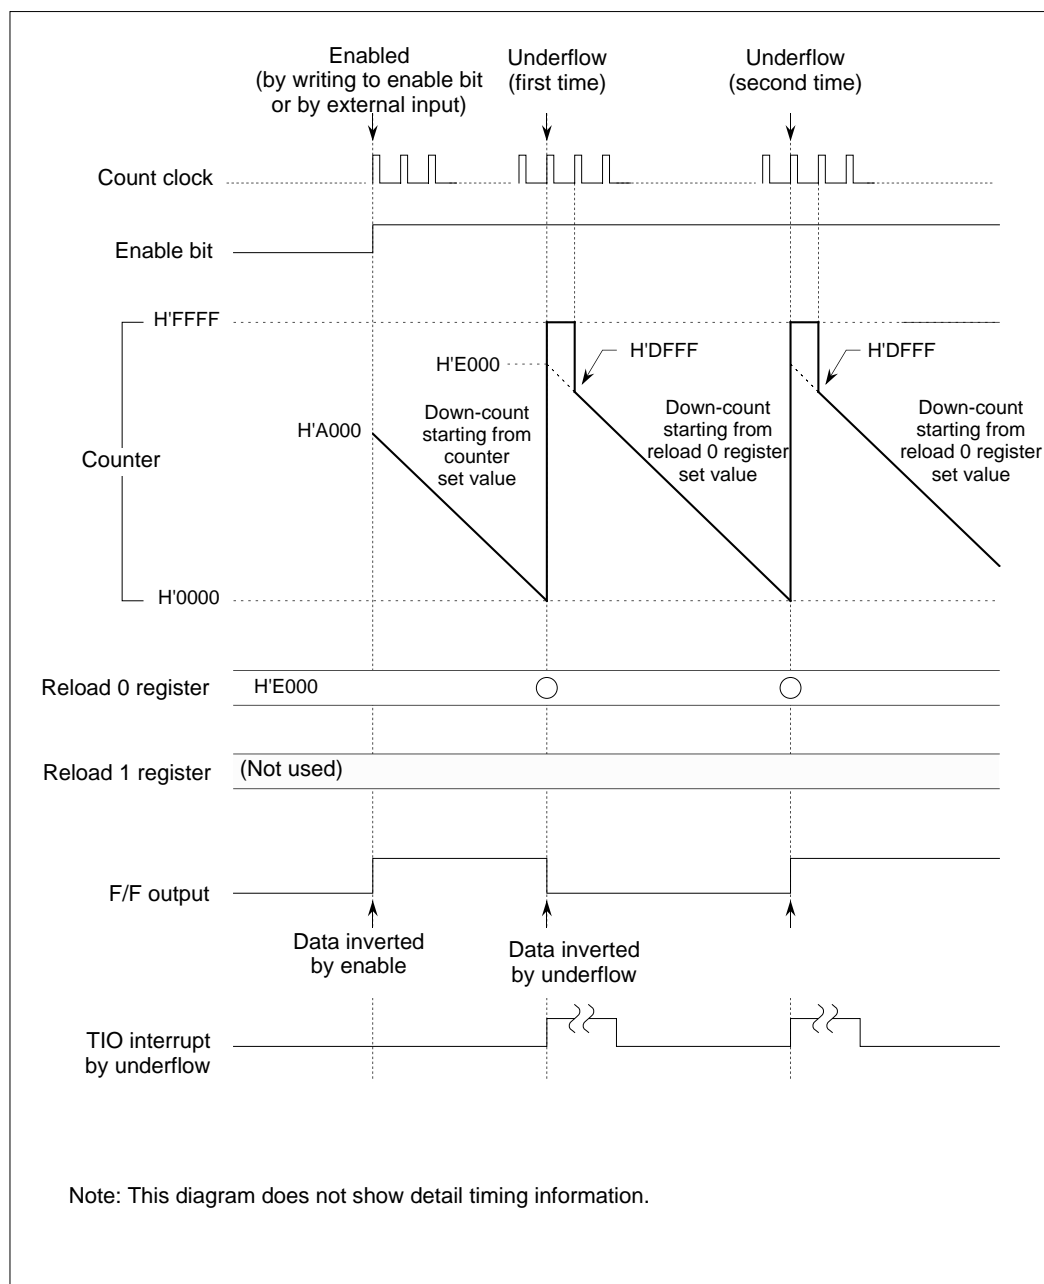 Enabled
(by writing to enable bit
or by external input)
Underflow
(first time)
Underflow
(second time)
Count clock
Enable bit
H'FFFF
H'E000
H'DFFF
H'DFFF
H'A000
Down-count
starting from
counter
set value
Down-count
starting from
reload 0 register
set value
Down-count
starting from
reload 0 register
set value
Counter
H'0000
Reload 0 register
H'E000
Reload 1 register
(Not used)
F/F output
Data inverted
by enable
Data inverted
by underflow
TIO interrupt
by underflow
Note: This diagram does not show detail timing information.